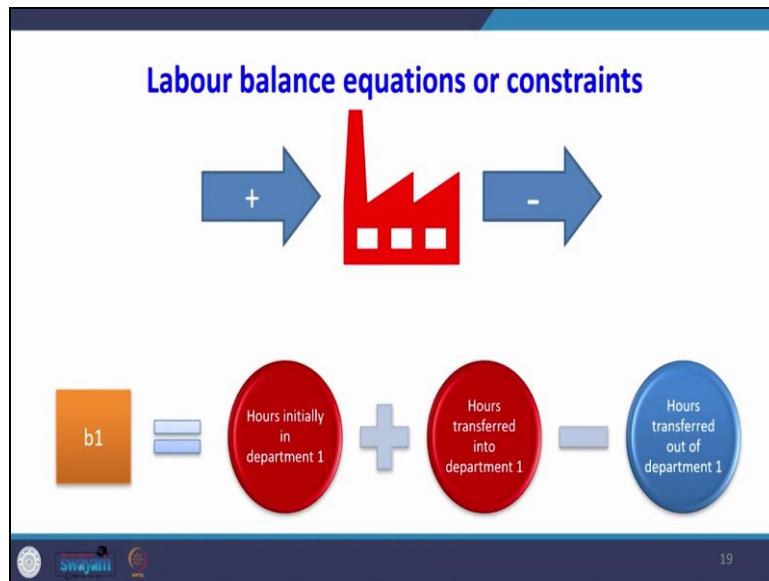 Labour balance equations or constraints
+
-
b1
=
Hours initially
in
department 1
+
Hours
transferred
into
department 1
-
Hours
transferred
out of
department 1
swayam
19